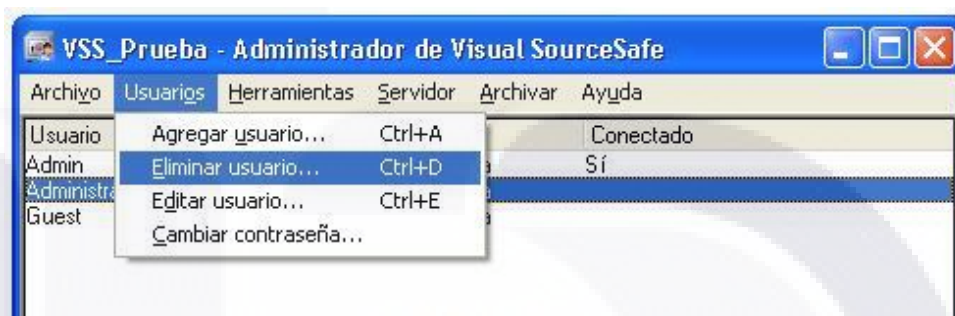 VSS_Prueba - Administrador de Visual SourceSafe
Archivo Usuarios Herramientas Servidor Archivar Ayuda
Usuario Conectado
Agregar usuario... Ctrl+A
Admin Sí
Eliminar usuario... Ctrl+D
Editar usuario... Ctrl+E
Guest
Cambiar contraseña...